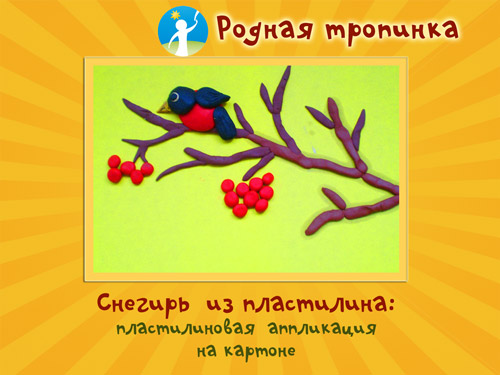 Родная тропинка
Снегирь из пластилина:
пластилиновая аппликация
на картоне